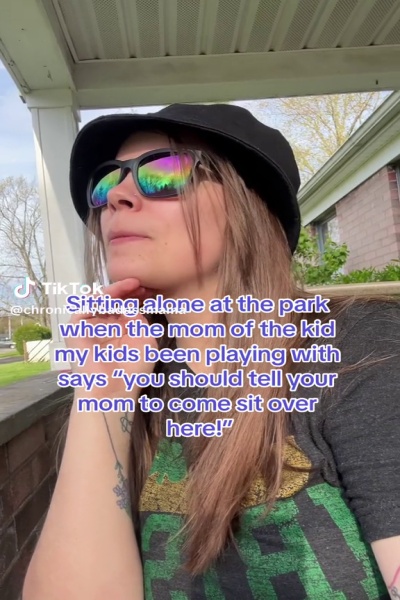 TikTok
Sitting alone at the park
when the mom of the kid
my kids been playing with
says “you should tell your
mom to come sit over
here!”